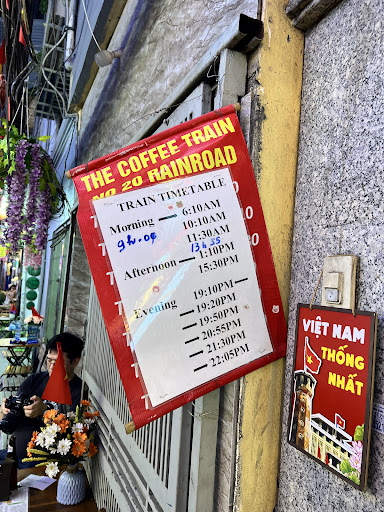 THE COFFEE TRAIN
NO 20 RAINROAD
TRAIN TIMETABLE
Morning — 6:10AM
9h.04 10:10AM
11:30AM
13h55
Afternoon — 1:10PM
15:30PM
Evening 19:10PM—
— 19:20PM
— 19:50PM
— 20:55PM
— 21:30PM
— 22:05PM
VIỆT NAM
THỐNG
NHẤT